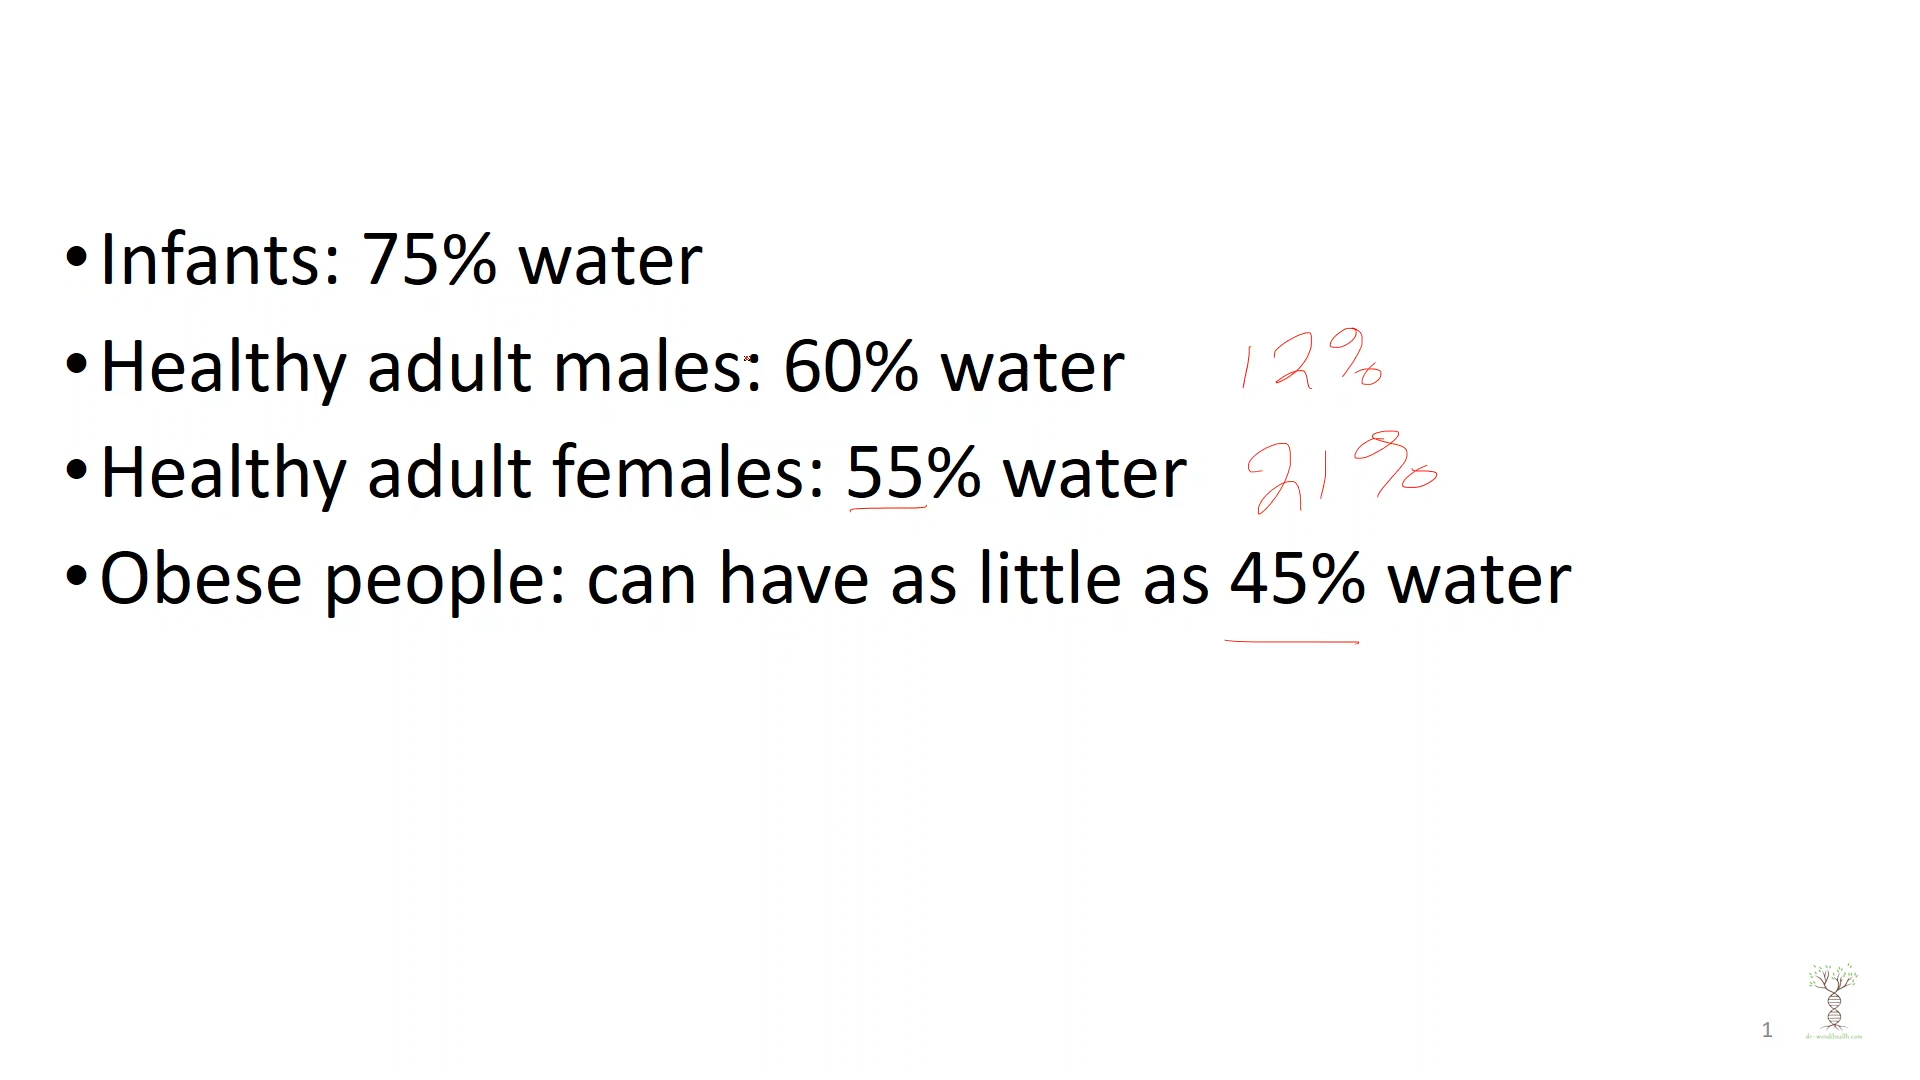 • Infants: 75% water
• Healthy adult males: 60% water 12%
• Healthy adult females: 55% water 21%
• Obese people: can have as little as 45% water
1